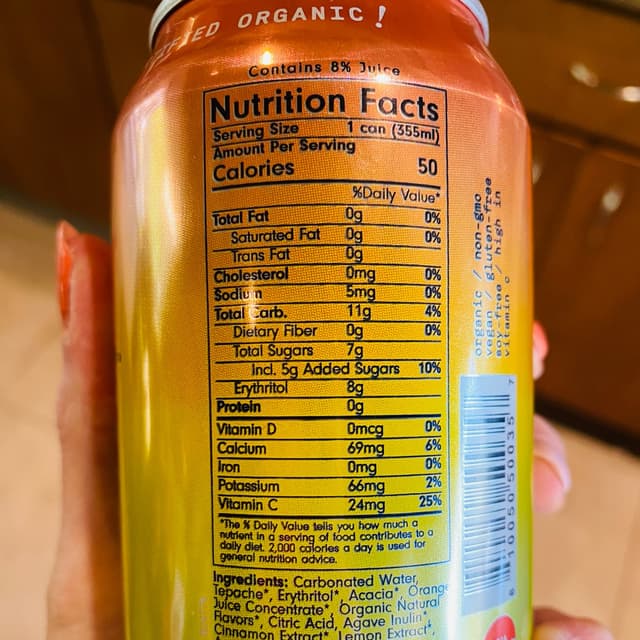 CERTIFIED ORGANIC!
Contains 8% Juice
Nutrition Facts
Serving Size 1 can (355ml)
Amount Per Serving
Calories 50
%Daily Value*
Total Fat 0g 0%
Saturated Fat 0g 0%
Trans Fat 0g
Cholesterol 0mg 0%
Sodium 5mg 0%
Total Carb. 11g 4%
Dietary Fiber 0g 0%
Total Sugars 7g
Incl. 5g Added Sugars 10%
Erythritol 8g
Protein 0g
Vitamin D 0mcg 0%
Calcium 69mg 6%
Iron 0mg 0%
Potassium 66mg 2%
Vitamin C 24mg 25%
*The % Daily Value tells you how much a
nutrient in a serving of food contributes to a
daily diet. 2,000 calories a day is used for
general nutrition advice.
Ingredients: Carbonated Water,
Tepache*, Erythritol*, Acacia*, Orange
Juice Concentrate*, Organic Natural
Flavors*, Citric Acid, Agave Inulin*,
Cinnamon Extract*, Lemon Extract*,
organic / non-gmo
vegan / gluten-free
soy-free / high in
vitamin c
8 10050 50035 7